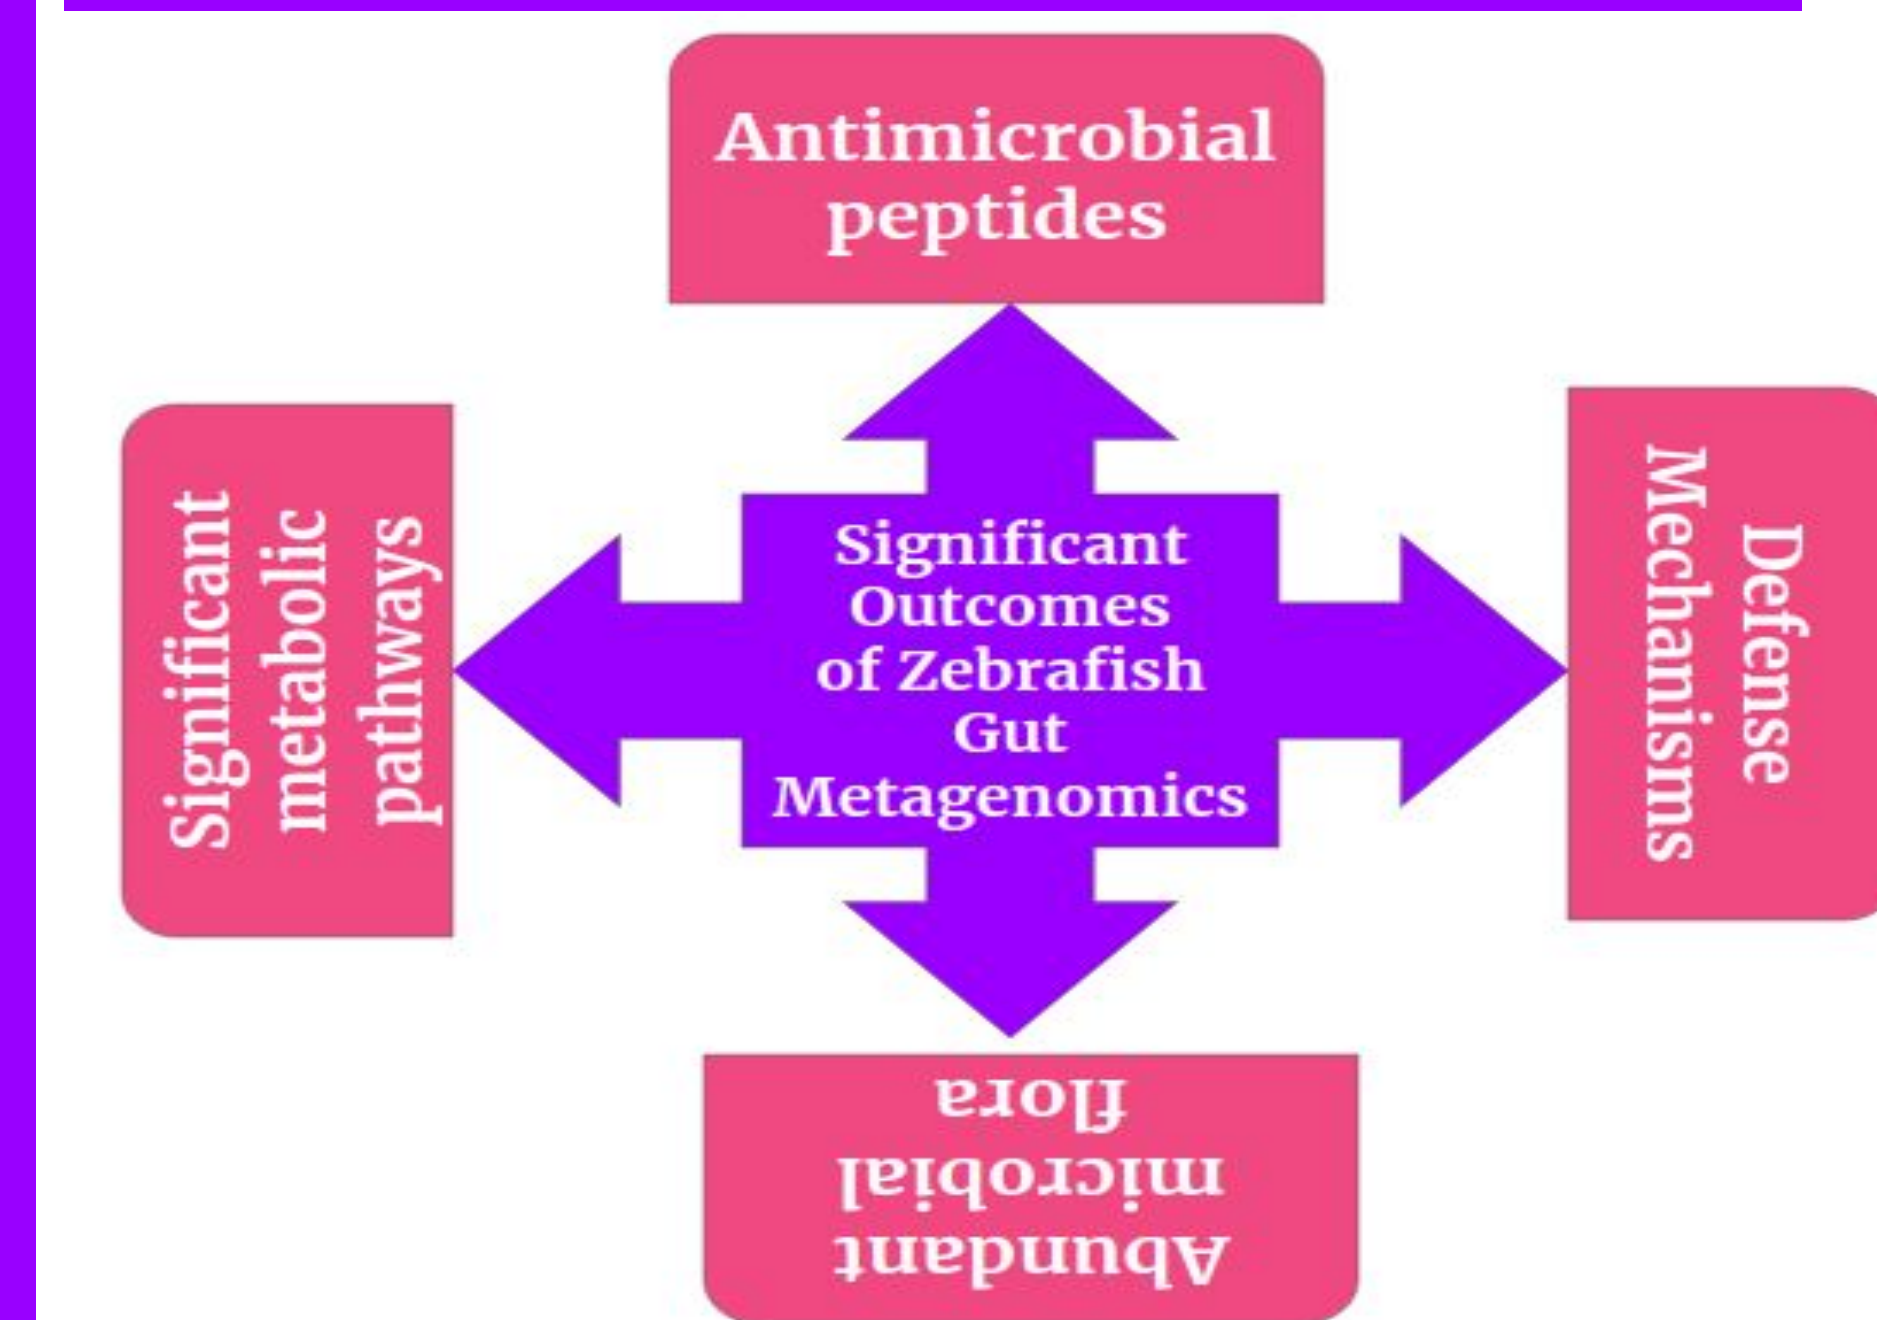 Antimicrobial
peptides
Significant
metabolic
pathways
Significant
Outcomes
of Zebrafish
Gut
Metagenomics
Defense
Mechanisms
Abundant
microbial
flora